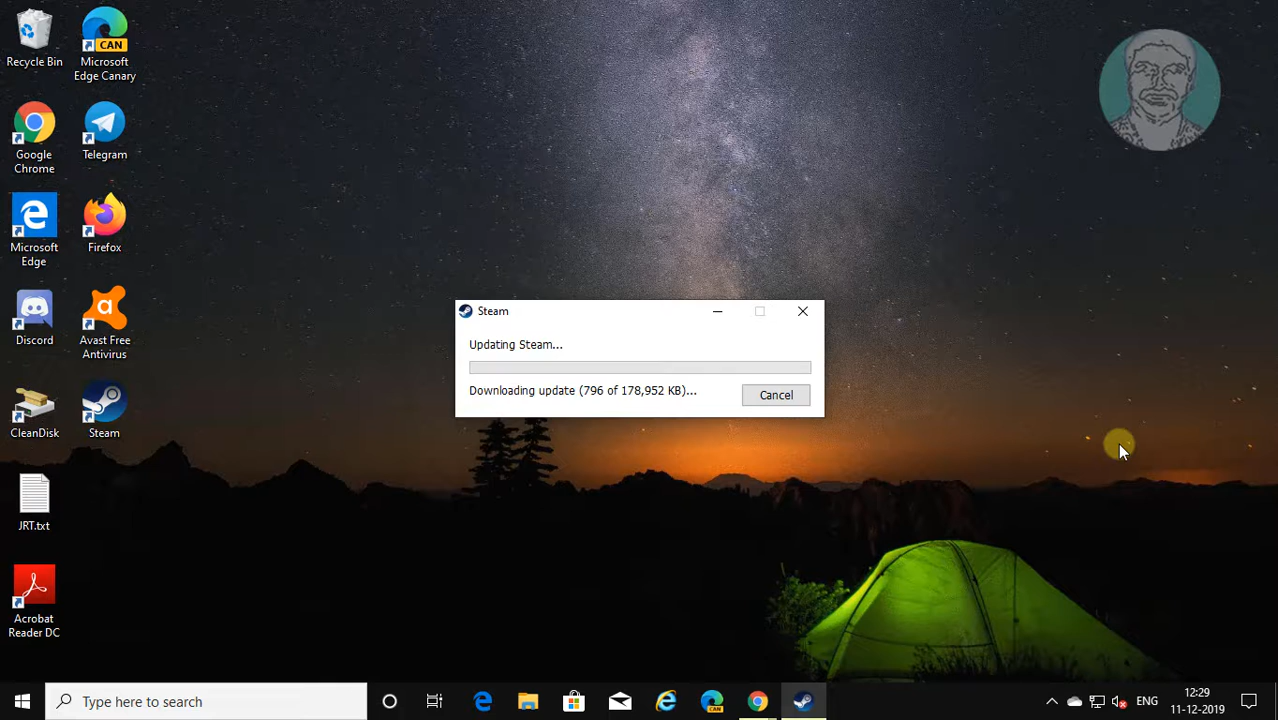 Recycle Bin
CAN
Microsoft
Edge Canary
Google
Chrome
Telegram
Microsoft
Edge
Firefox
Discord
Avast Free
Antivirus
CleanDisk
Steam
JRT.txt
Acrobat
Reader DC
Steam
Updating Steam...
Downloading update (796 of 178,952 KB)...
Cancel
Type here to search
CAN
ENG
12:29
11-12-2019